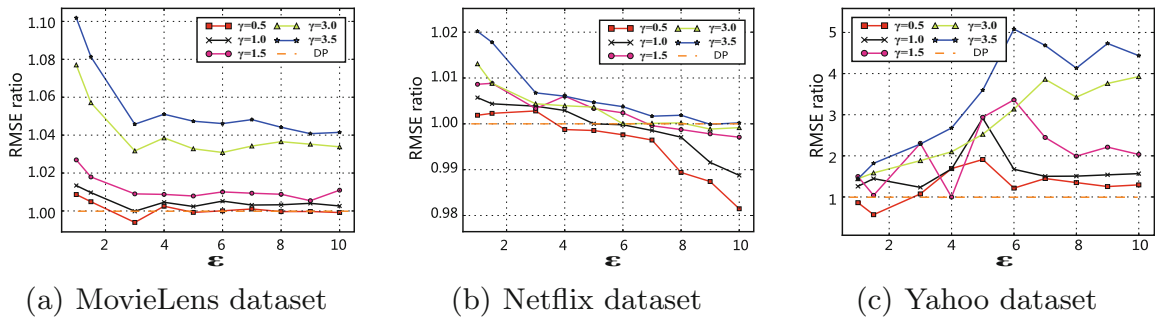 γ=0.5 γ=3.0
γ=1.0 γ=3.5
γ=1.5 DP
1.10
1.08
1.06
1.04
1.02
1.00
RMSE ratio
2 4 6 8 10
ε
(a) MovieLens dataset
γ=0.5 γ=3.0
γ=1.0 γ=3.5
γ=1.5 DP
1.02
1.01
1.00
0.99
0.98
RMSE ratio
2 4 6 8 10
ε
(b) Netflix dataset
γ=0.5 γ=3.0
γ=1.0 γ=3.5
γ=1.5 DP
5
4
3
2
1
RMSE ratio
2 4 6 8 10
ε
(c) Yahoo dataset